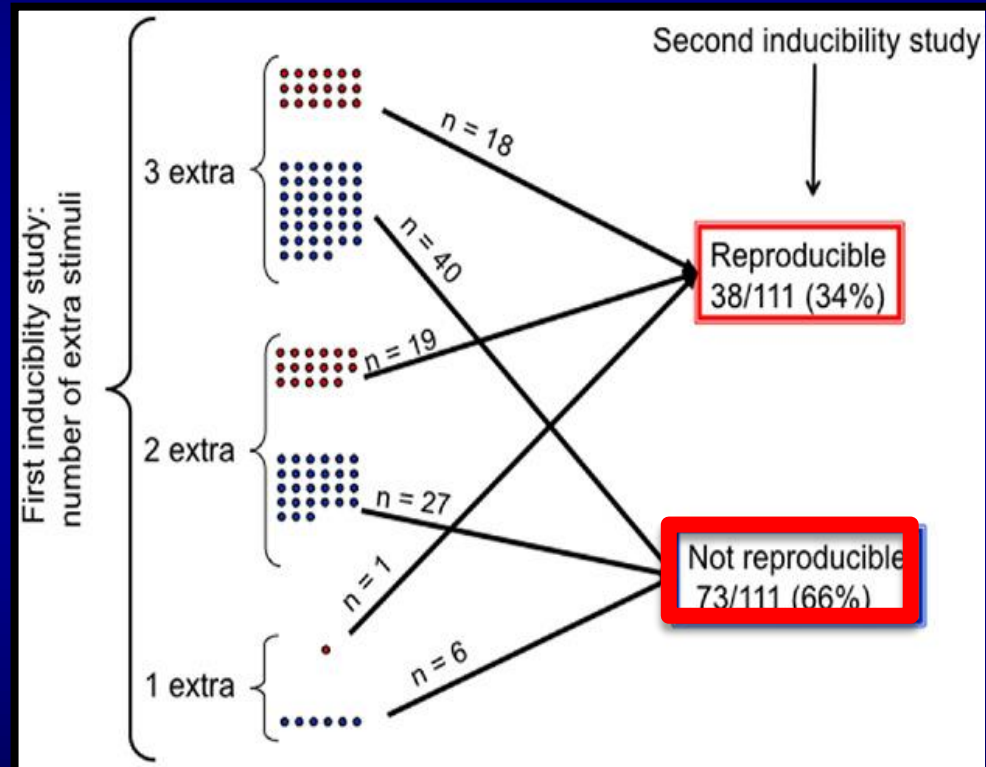 Second inducibility study
First induciblity study:
number of extra stimuli
3 extra
n = 18
n = 40
Reproducible
38/111 (34%)
2 extra
n = 19
n = 27
Not reproducible
73/111 (66%)
1 extra
n = 1
n = 6